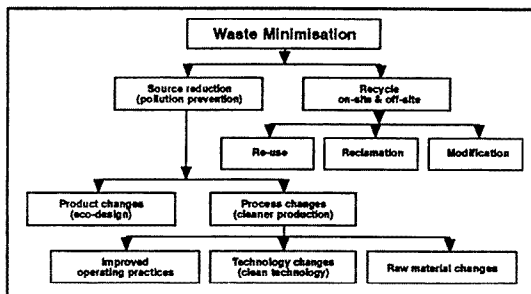 Waste Minimisation
Source reduction
(pollution prevention)
Recycle
on-site & off-site
Re-use
Reclamation
Modification
Product changes
(eco-design)
Process changes
(cleaner production)
Improved
operating practices
Technology changes
(clean technology)
Raw material changes